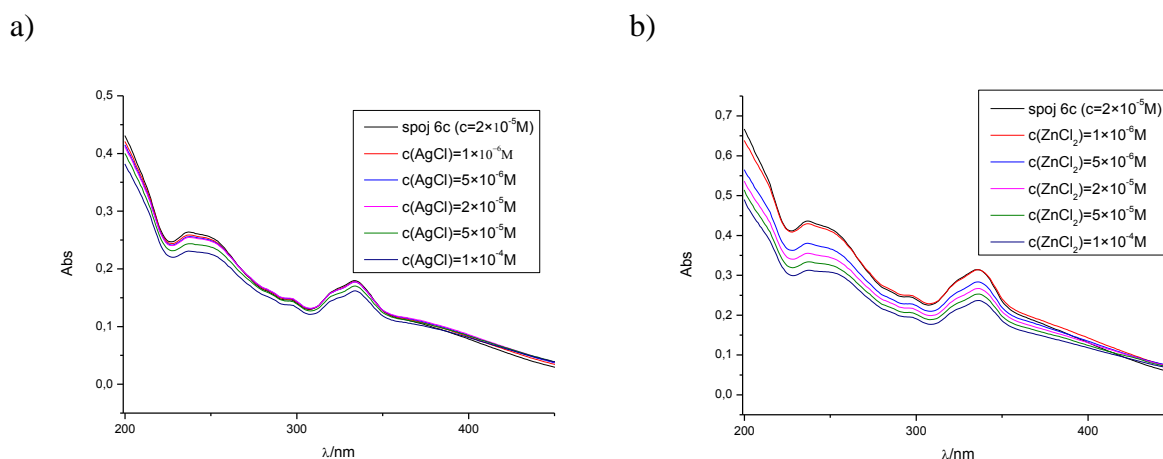 a)
b)
0,5
0,4
0,3
0,2
0,1
0,0
Abs
200
300
400
λ/nm
spoj 6c (c=2×10⁻⁵M)
c(AgCl)=1×10⁻⁶M
c(AgCl)=5×10⁻⁶M
c(AgCl)=2×10⁻⁵M
c(AgCl)=5×10⁻⁵M
c(AgCl)=1×10⁻⁴M
0,7
0,6
0,5
0,4
0,3
0,2
0,1
0,0
Abs
200
300
400
λ/nm
spoj 6c (c=2×10⁻⁵M)
c(ZnCl₂)=1×10⁻⁶M
c(ZnCl₂)=5×10⁻⁶M
c(ZnCl₂)=2×10⁻⁵M
c(ZnCl₂)=5×10⁻⁵M
c(ZnCl₂)=1×10⁻⁴M